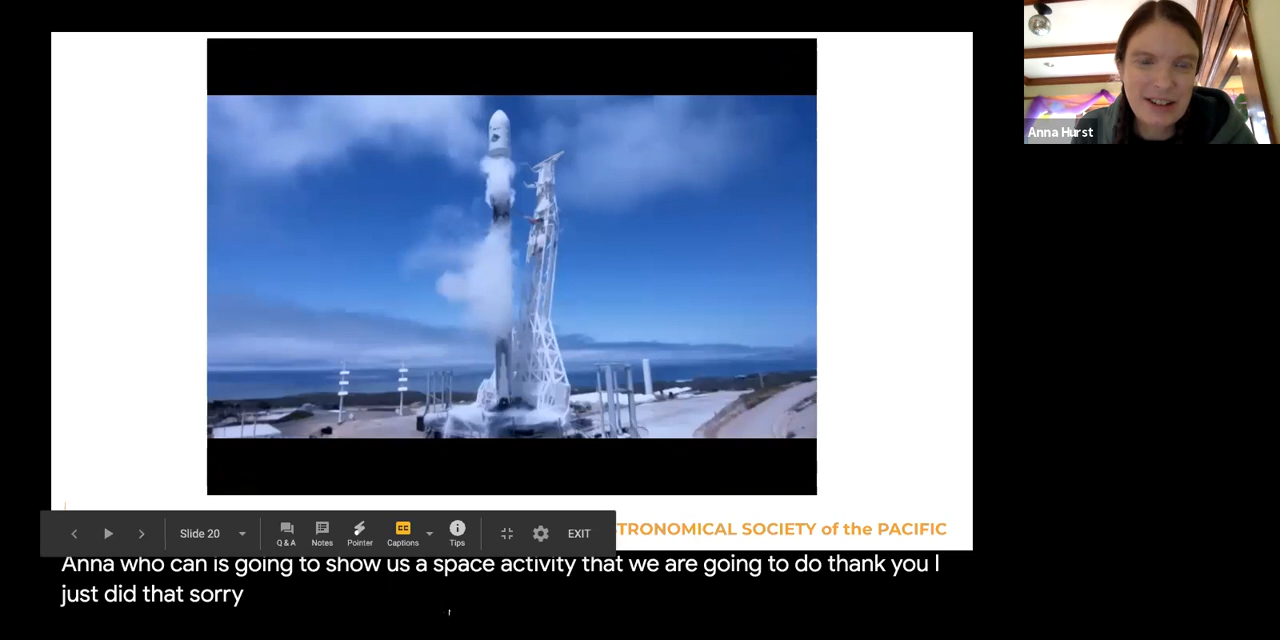 Anna Hurst
Slide 20
Q & A
Notes
Pointer
CC
Captions
Tips
EXIT
TRONOMICAL SOCIETY of the PACIFIC
Anna who can is going to show us a space activity that we are going to do thank you I
just did that sorry